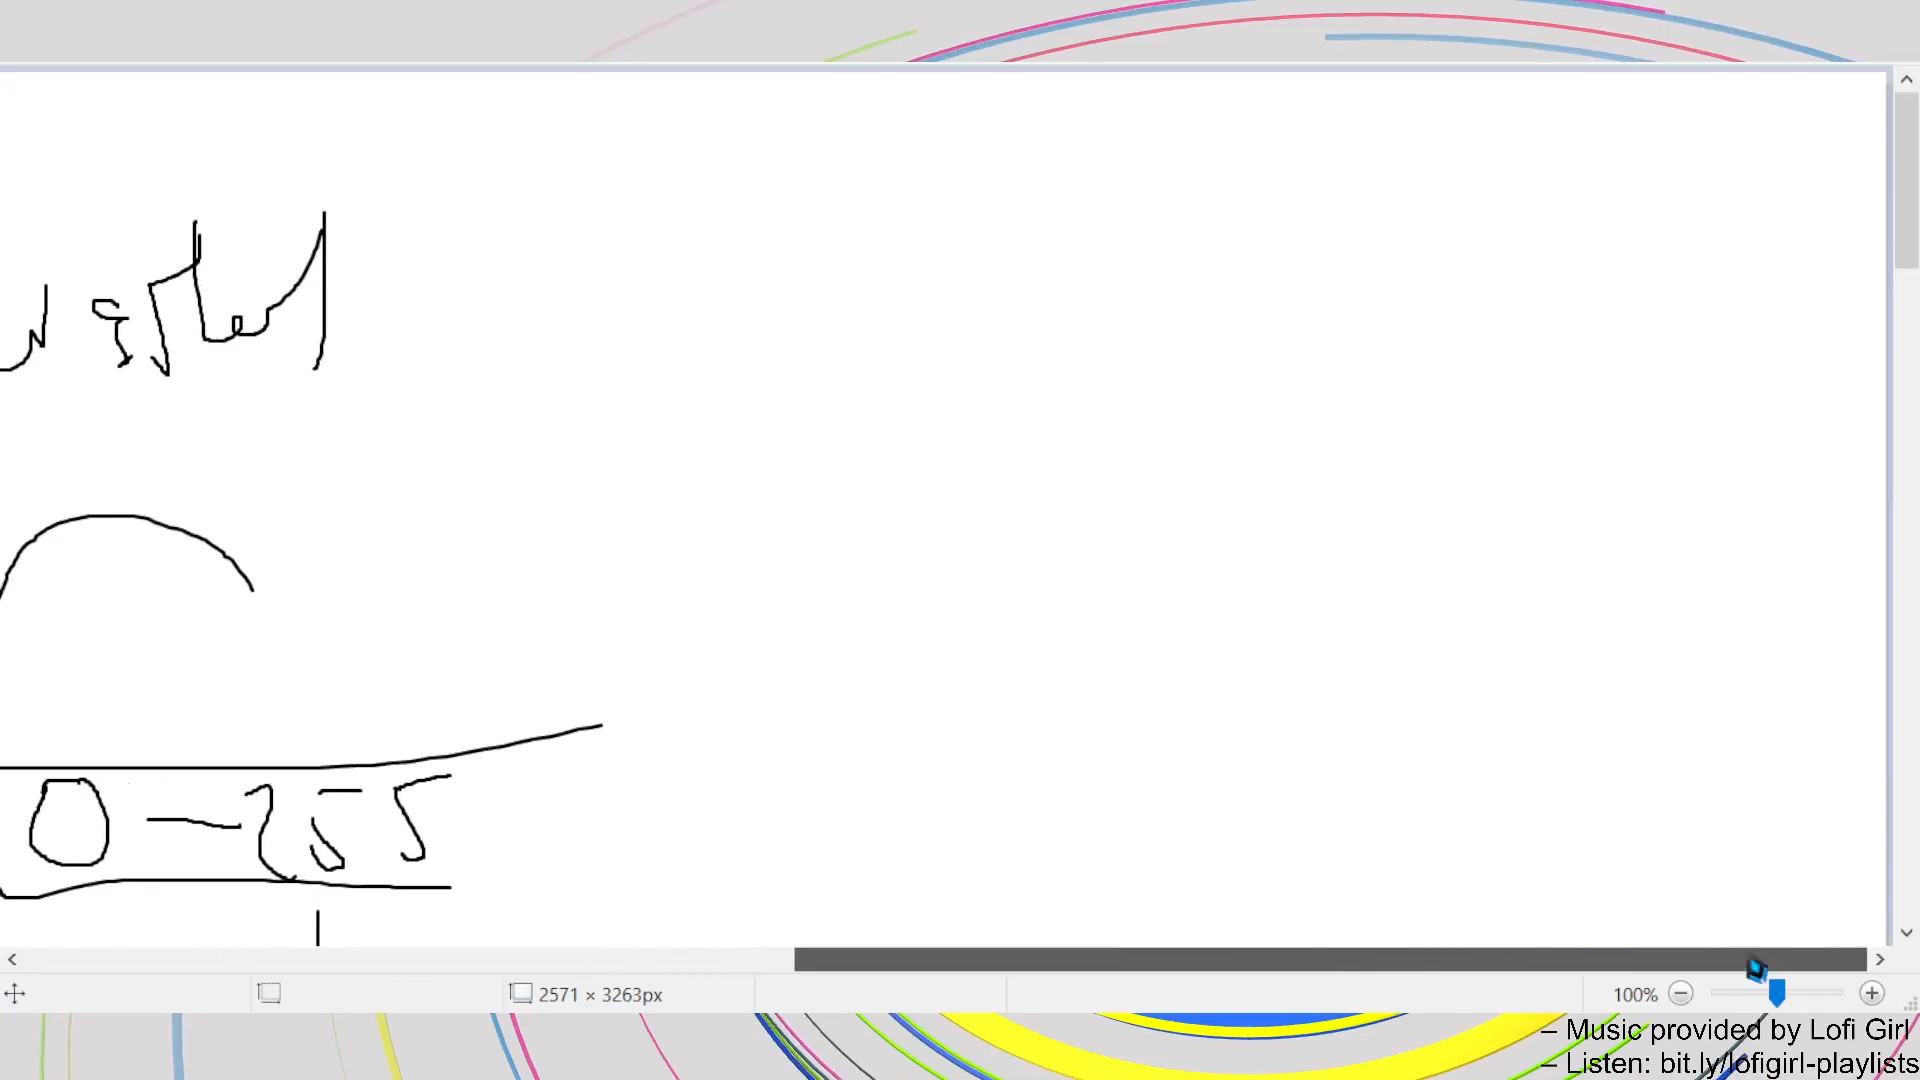 0 - 255
2571 × 3263px
100%
– Music provided by Lofi Girl
– Listen: bit.ly/lofigirl-playlists